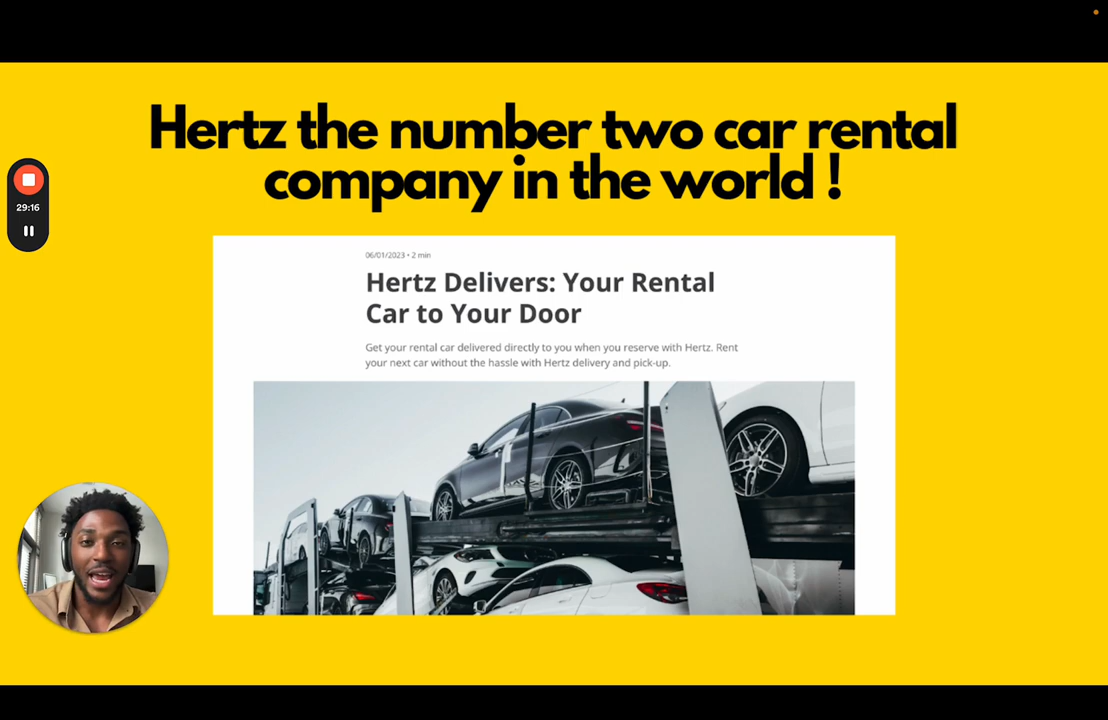 Hertz the number two car rental
company in the world !
29:16
06/01/2023 • 2 min
Hertz Delivers: Your Rental
Car to Your Door
Get your rental car delivered directly to you when you reserve with Hertz. Rent
your next car without the hassle with Hertz delivery and pick-up.